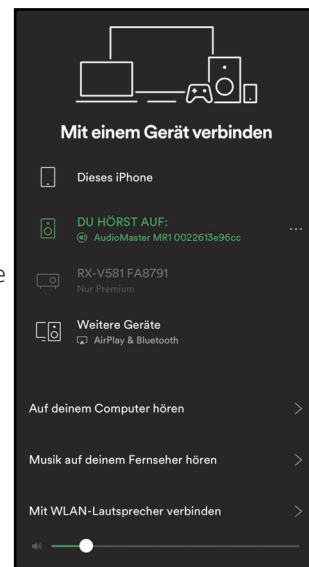 Mit einem Gerät verbinden
Dieses iPhone
DU HÖRST AUF:
AudioMaster MR1 0022613e96cc
e
RX-V581 FA8791
Nur Premium
Weitere Geräte
AirPlay & Bluetooth
Auf deinem Computer hören
Musik auf deinem Fernseher hören
Mit WLAN-Lautsprecher verbinden